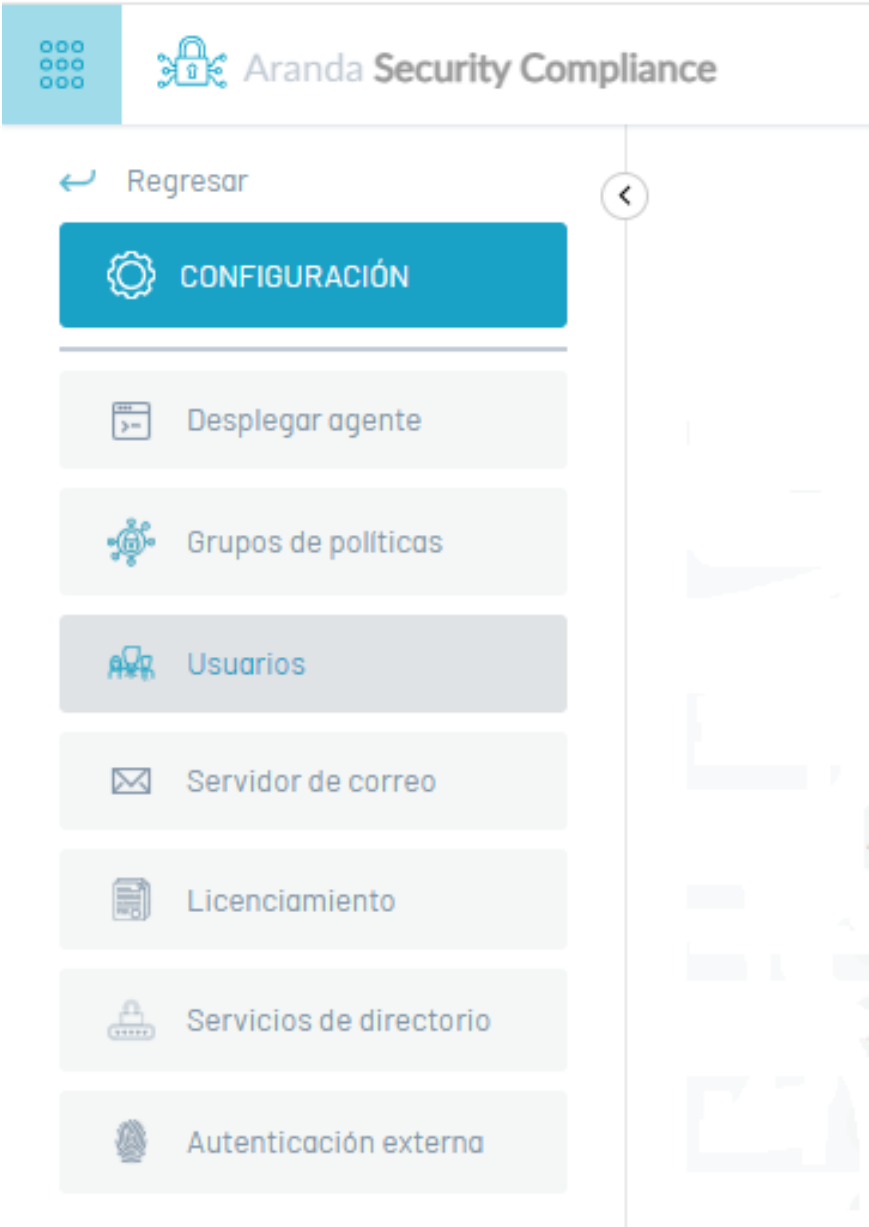 Aranda Security Compliance
Regresar
CONFIGURACIÓN
Desplegar agente
Grupos de políticas
Usuarios
Servidor de correo
Licenciamiento
Servicios de directorio
Autenticación externa